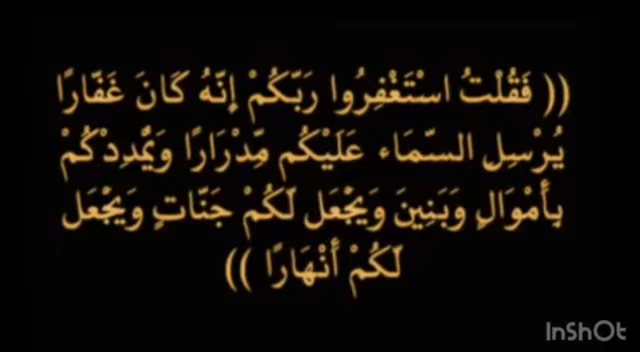 (( فَقُلْتُ اسْتَغْفِرُوا رَبَّكُمْ إِنَّهُ كَانَ غَفَّارًا
يُرْسِلِ السَّمَاء عَلَيْكُم مِّدْرَارًا وَيُمْدِدْكُمْ
بِأَمْوَالٍ وَبَنِينَ وَيَجْعَل لَّكُمْ جَنَّاتٍ وَيَجْعَل
لَّكُمْ أَنْهَارًا ))
InShOt